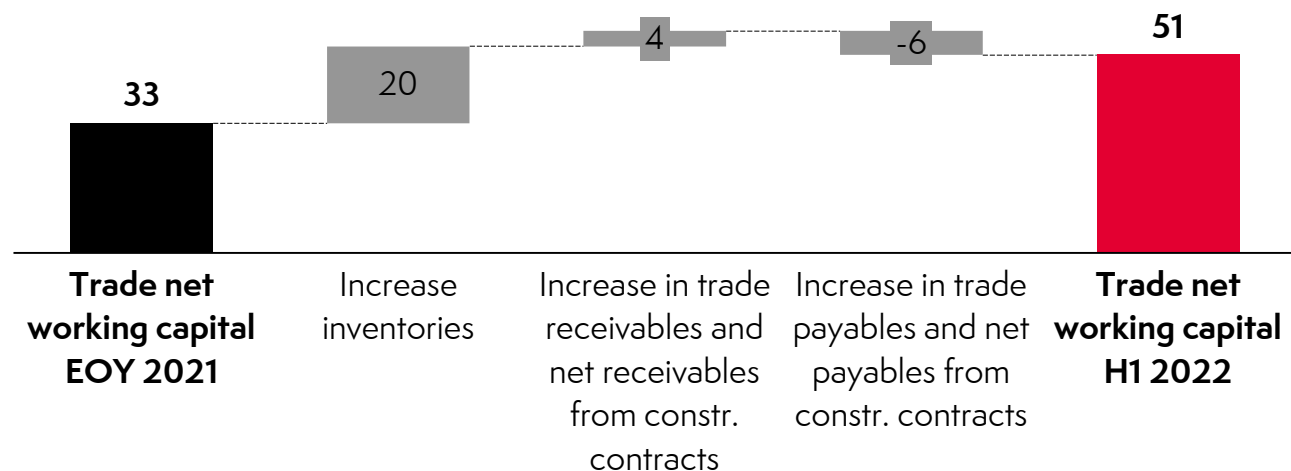 33
20
4
-6
51
Trade net
working capital
EOY 2021
Increase
inventories
Increase in trade
receivables and
net receivables
from constr.
contracts
Increase in trade
payables and net
payables from
constr. contracts
Trade net
working capital
H1 2022